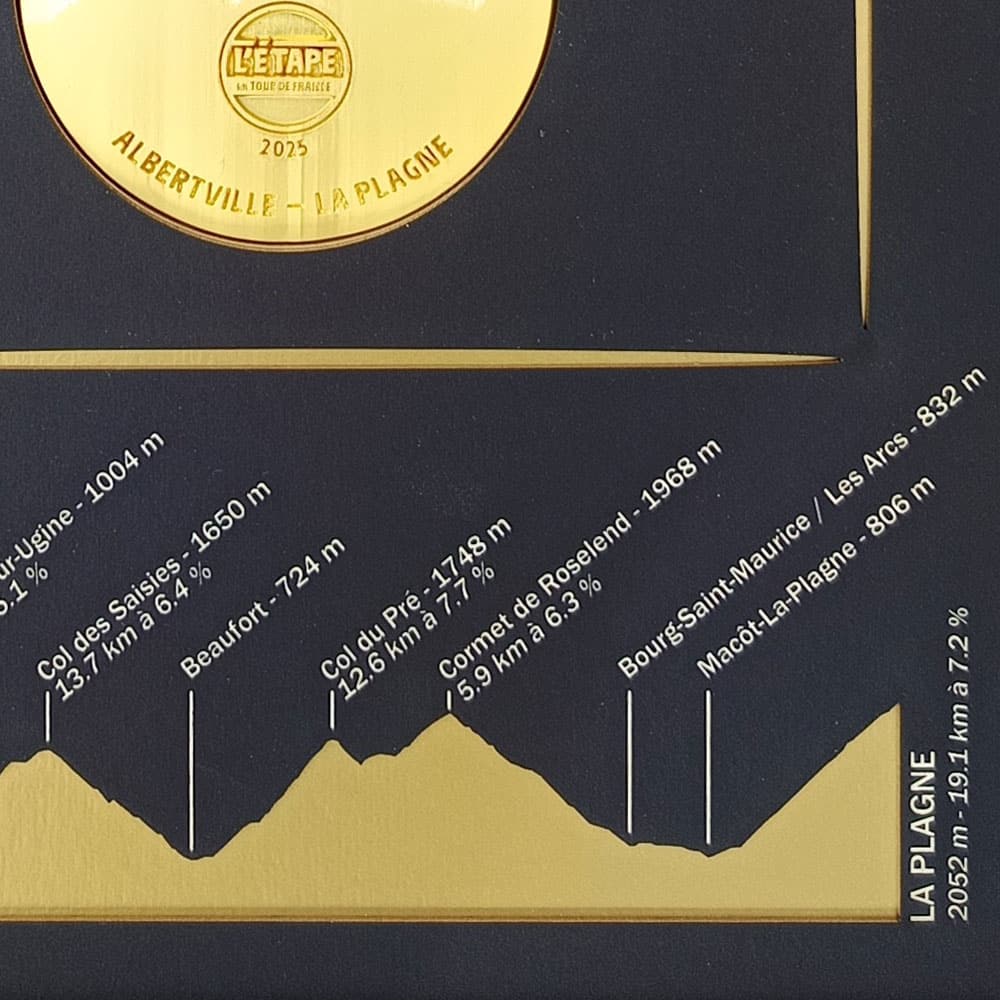 L'ÉTAPE
DU TOUR DE FRANCE
2025
ALBERTVILLE – LA PLAGNE
1004 m
%
Col des Saisies - 1650 m
13.7 km à 6.4 %
Beaufort - 724 m
Col du Pré - 1748 m
12.6 km à 7.7 %
Cormet de Roselend - 1968 m
5.9 km à 6.3 %
Bourg-Saint-Maurice / Les Arcs - 832 m
Macôt-La-Plagne - 806 m
LA PLAGNE
2052 m - 19.1 km à 7.2 %